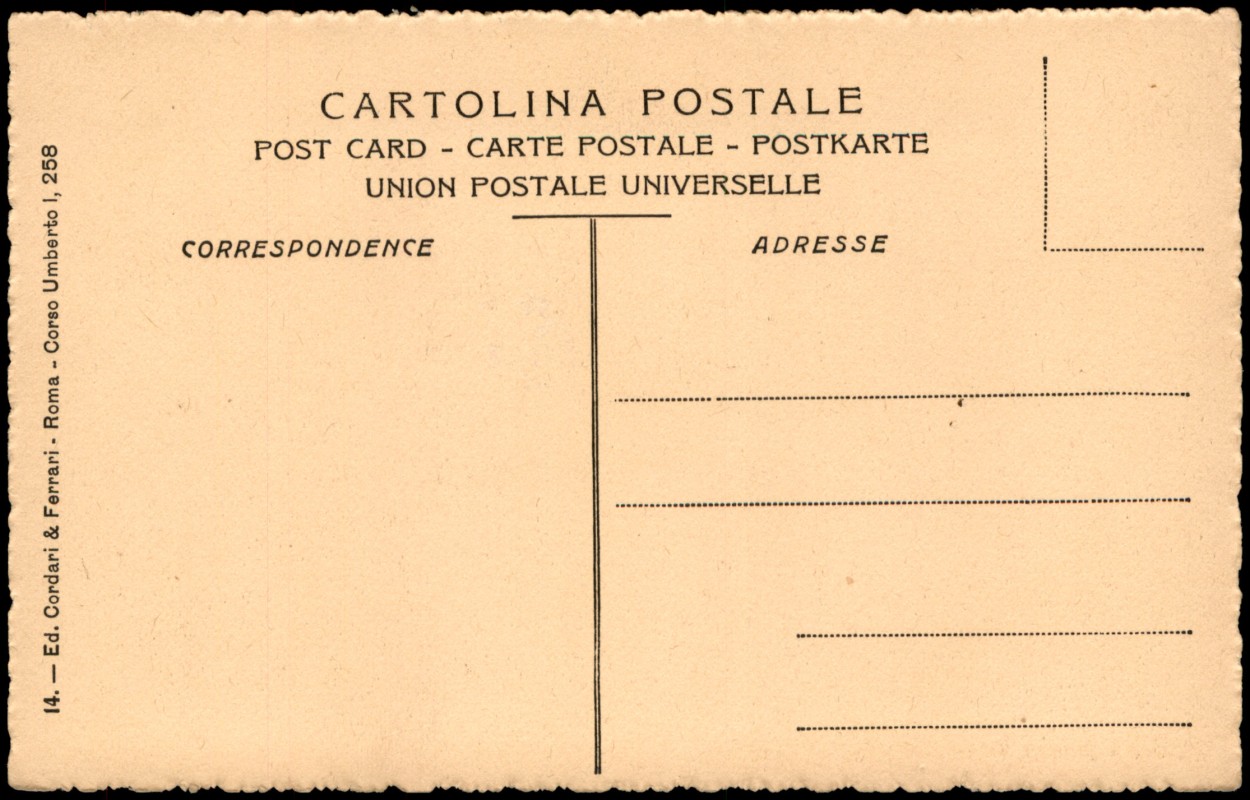 CARTOLINA POSTALE
POST CARD - CARTE POSTALE - POSTKARTE
UNION POSTALE UNIVERSELLE
CORRESPONDENCE
ADRESSE
14. — Ed. Cordari & Ferrari - Roma - Corso Umberto I, 258